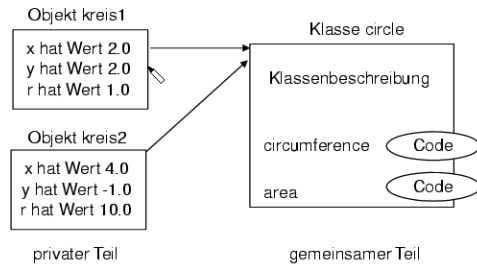 Objekt kreis1
x hat Wert 2.0
y hat Wert 2.0
r hat Wert 1.0
Objekt kreis2
x hat Wert 4.0
y hat Wert -1.0
r hat Wert 10.0
privater Teil
Klasse circle
Klassenbeschreibung
circumference Code
area Code
gemeinsamer Teil